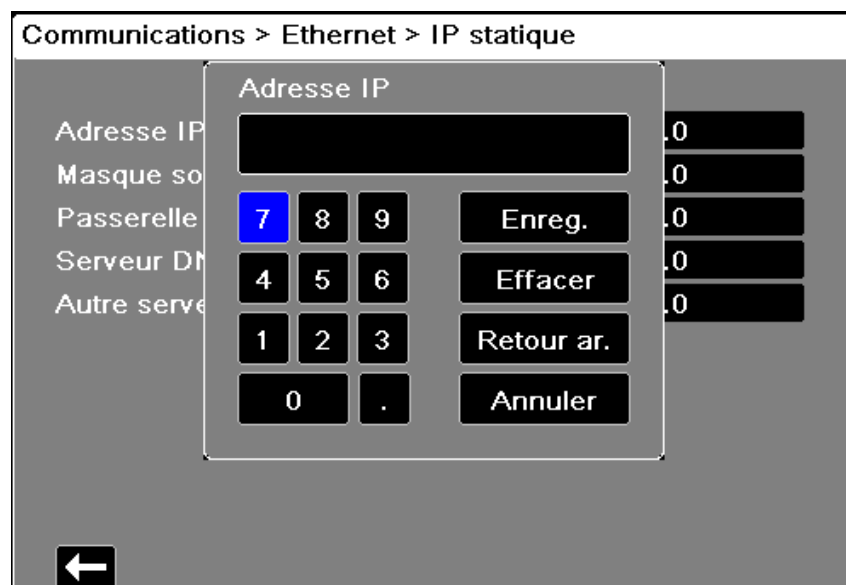 Communications > Ethernet > IP statique
Adresse IP
Adresse IP .0
Masque so .0
Passerelle .0
Serveur DN .0
Autre serve .0
7 8 9 Enreg.
4 5 6 Effacer
1 2 3 Retour ar.
0 . Annuler